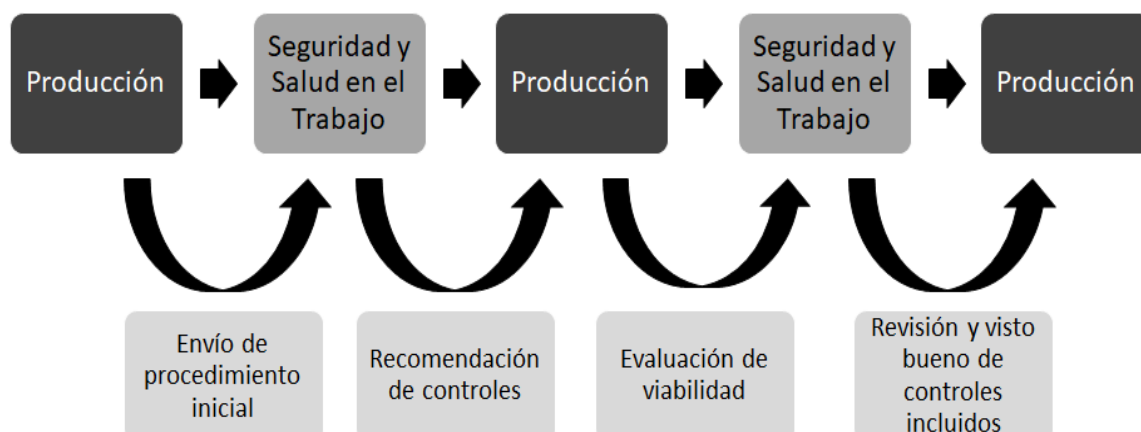 Producción
Seguridad y
Salud en el
Trabajo
Producción
Seguridad y
Salud en el
Trabajo
Producción
Envío de
procedimiento
inicial
Recomendación
de controles
Evaluación de
viabilidad
Revisión y visto
bueno de
controles
incluidos